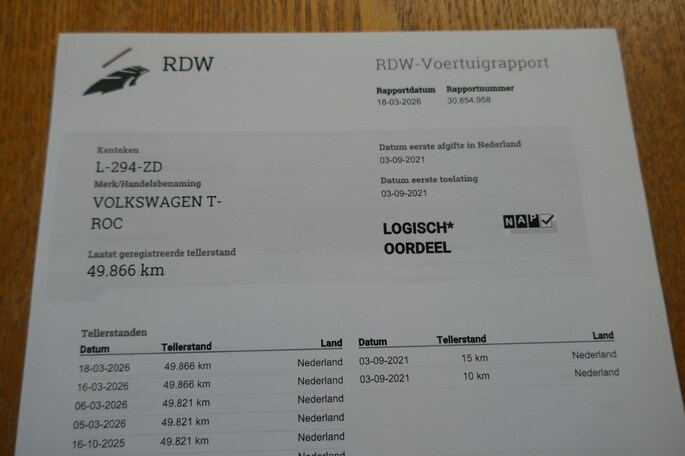 RDW
RDW-Voertuigrapport
Rapportdatum Rapportnummer
18-03-2026 30.854.958
Kenteken
L-294-ZD
Merk/Handelsbenaming
VOLKSWAGEN T-
ROC
Laatst geregistreerde tellerstand
49.866 km
Datum eerste afgifte in Nederland
03-09-2021
Datum eerste toelating
03-09-2021
LOGISCH*
OORDEEL
NAP
Tellerstanden
Datum Tellerstand Land
18-03-2026 49.866 km Nederland
16-03-2026 49.866 km Nederland
06-03-2026 49.821 km Nederland
05-03-2026 49.821 km Nederland
16-10-2025 49.821 km Nederland
Nederland
Datum Tellerstand Land
03-09-2021 15 km Nederland
03-09-2021 10 km Nederland